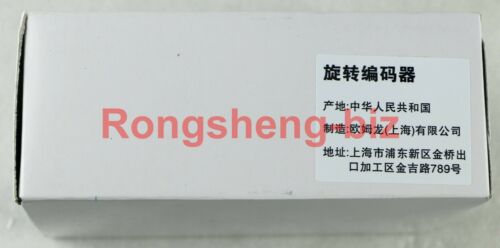 旋转编码器
产地:中华人民共和国
Rongsheng biz
制造:欧姆龙(上海)有限公司
地址:上海市浦东新区金桥出
口加工区金吉路789号